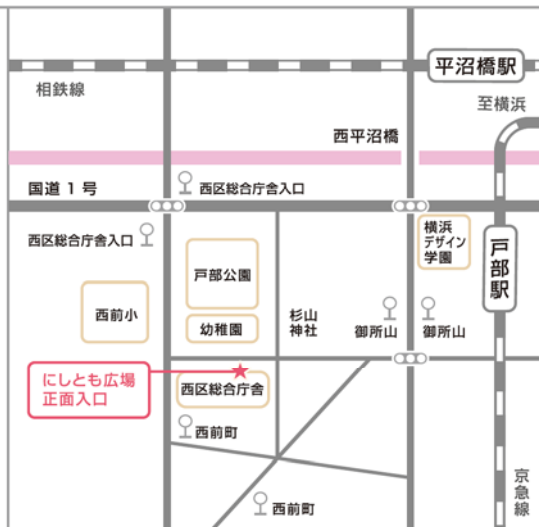 平沼橋駅
相鉄線
至横浜
西平沼橋
国道1号
西区総合庁舎入口
西区総合庁舎入口
横浜
デザイン
学園
戸部駅
戸部公園
西前小
幼稚園
杉山
神社
御所山
御所山
にしとも広場
正面入口
西区総合庁舎
西前町
西前町
京急線